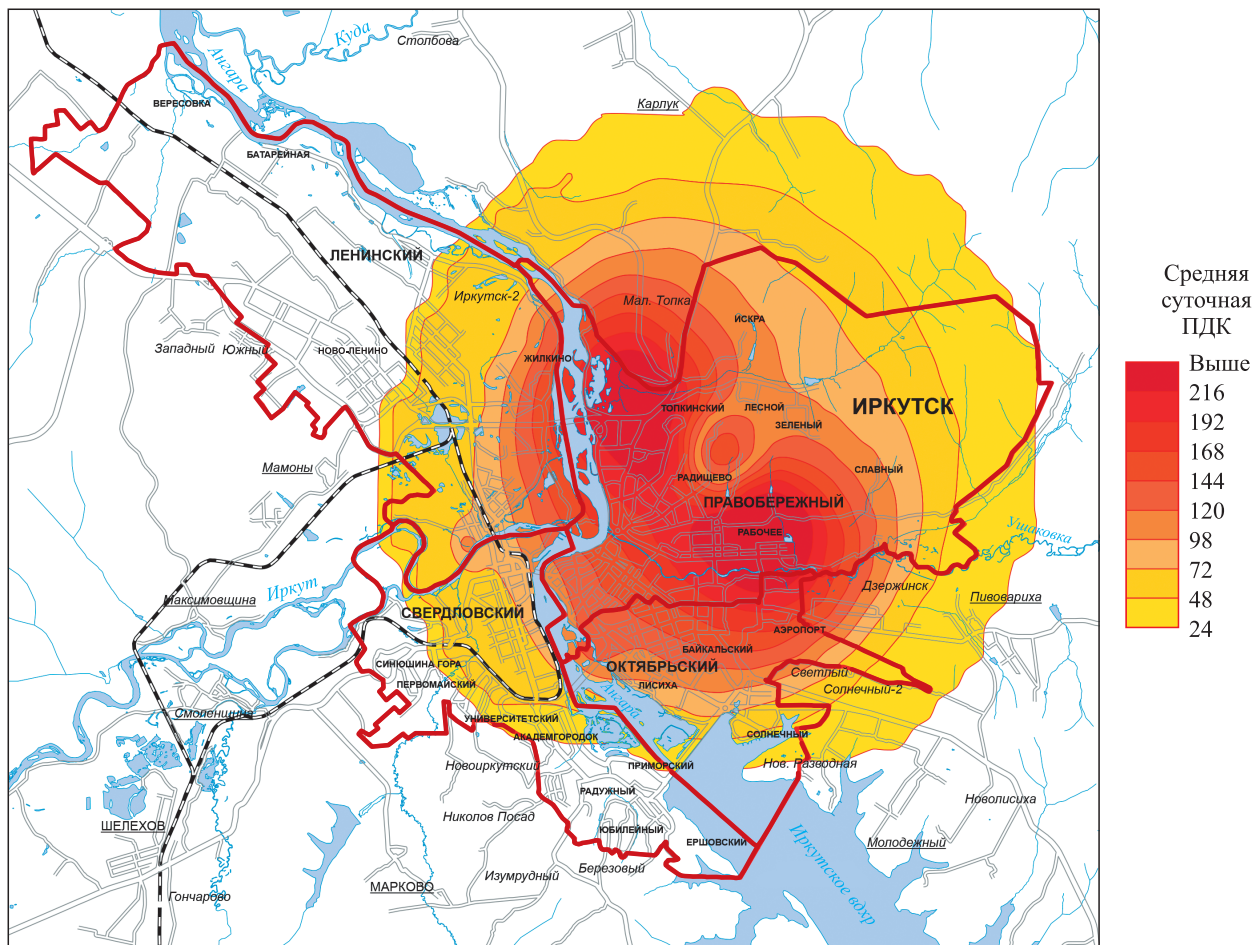 Куда
Столбова
Ангара
ВЕРЕСОВКА
Карлук
БАТАРЕЙНАЯ
ЛЕНИНСКИЙ
Иркутск-2
Мал. Топка
ИСКРА
Западный
Южный
НОВО-ЛЕНИНО
ЖИЛКИНО
ТОПКИНСКИЙ
ЛЕСНОЙ
ИРКУТСК
ЗЕЛЕНЫЙ
Мамоны
РАДИЩЕВО
СЛАВНЫЙ
ПРАВОБЕРЕЖНЫЙ
РАБОЧЕЕ
Ушаковка
Иркут
Максимовщина
Дзержинск
Пивовариха
СВЕРДЛОВСКИЙ
АЭРОПОРТ
БАЙКАЛЬСКИЙ
СИНЮШИНА ГОРА
ОКТЯБРЬСКИЙ
Светлый
ПЕРВОМАЙСКИЙ
ЛИСИХА
Солнечный-2
Ангара
Смоленщина
УНИВЕРСИТЕТСКИЙ
АКАДЕМГОРОДОК
СОЛНЕЧНЫЙ
Новоиркутский
ПРИМОРСКИЙ
Нов. Разводная
РАДУЖНЫЙ
Новолисиха
Николов Посад
ШЕЛЕХОВ
ЮБИЛЕЙНЫЙ
ЕРШОВСКИЙ
Молодежный
Иркутское вдхр
Березовый
Изумрудный
МАРКОВО
Гончарово
Средняя
суточная
ПДК
Выше
216
192
168
144
120
98
72
48
24